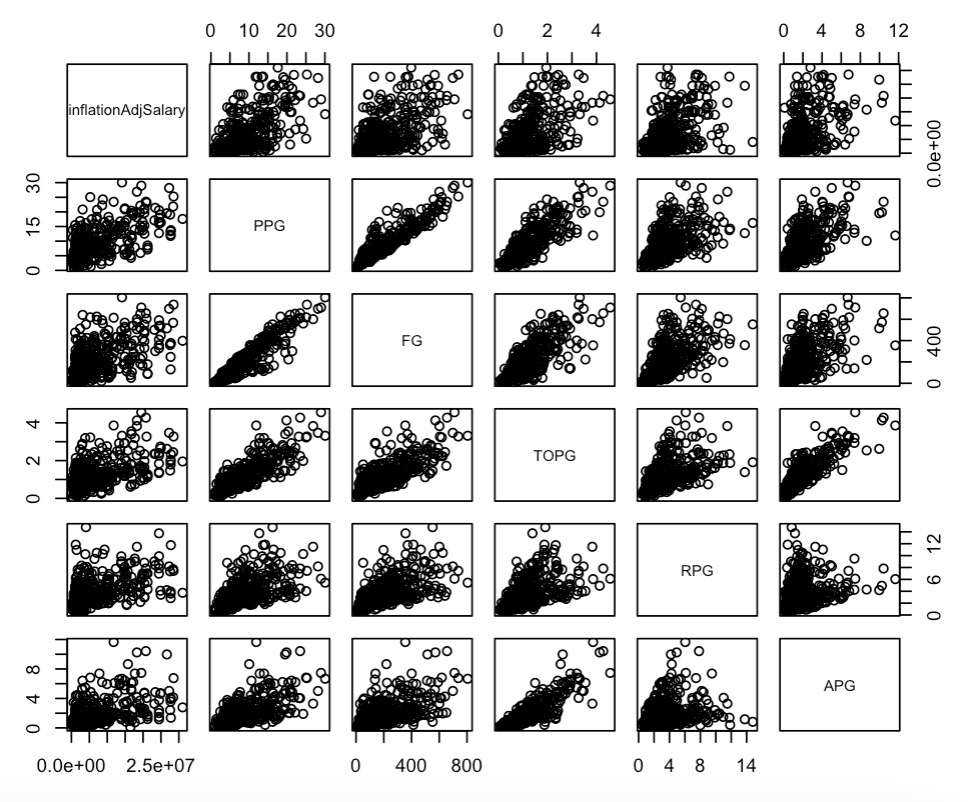 0 10 20 30 0 2 4 0 4 8 12
inflationAdjSalary
0.0e+00
0 15 30
PPG
FG
0 400
0 2 4
TOPG
RPG
0 6 12
0 4 8
APG
0.0e+00 2.5e+07 0 400 800 0 4 8 14